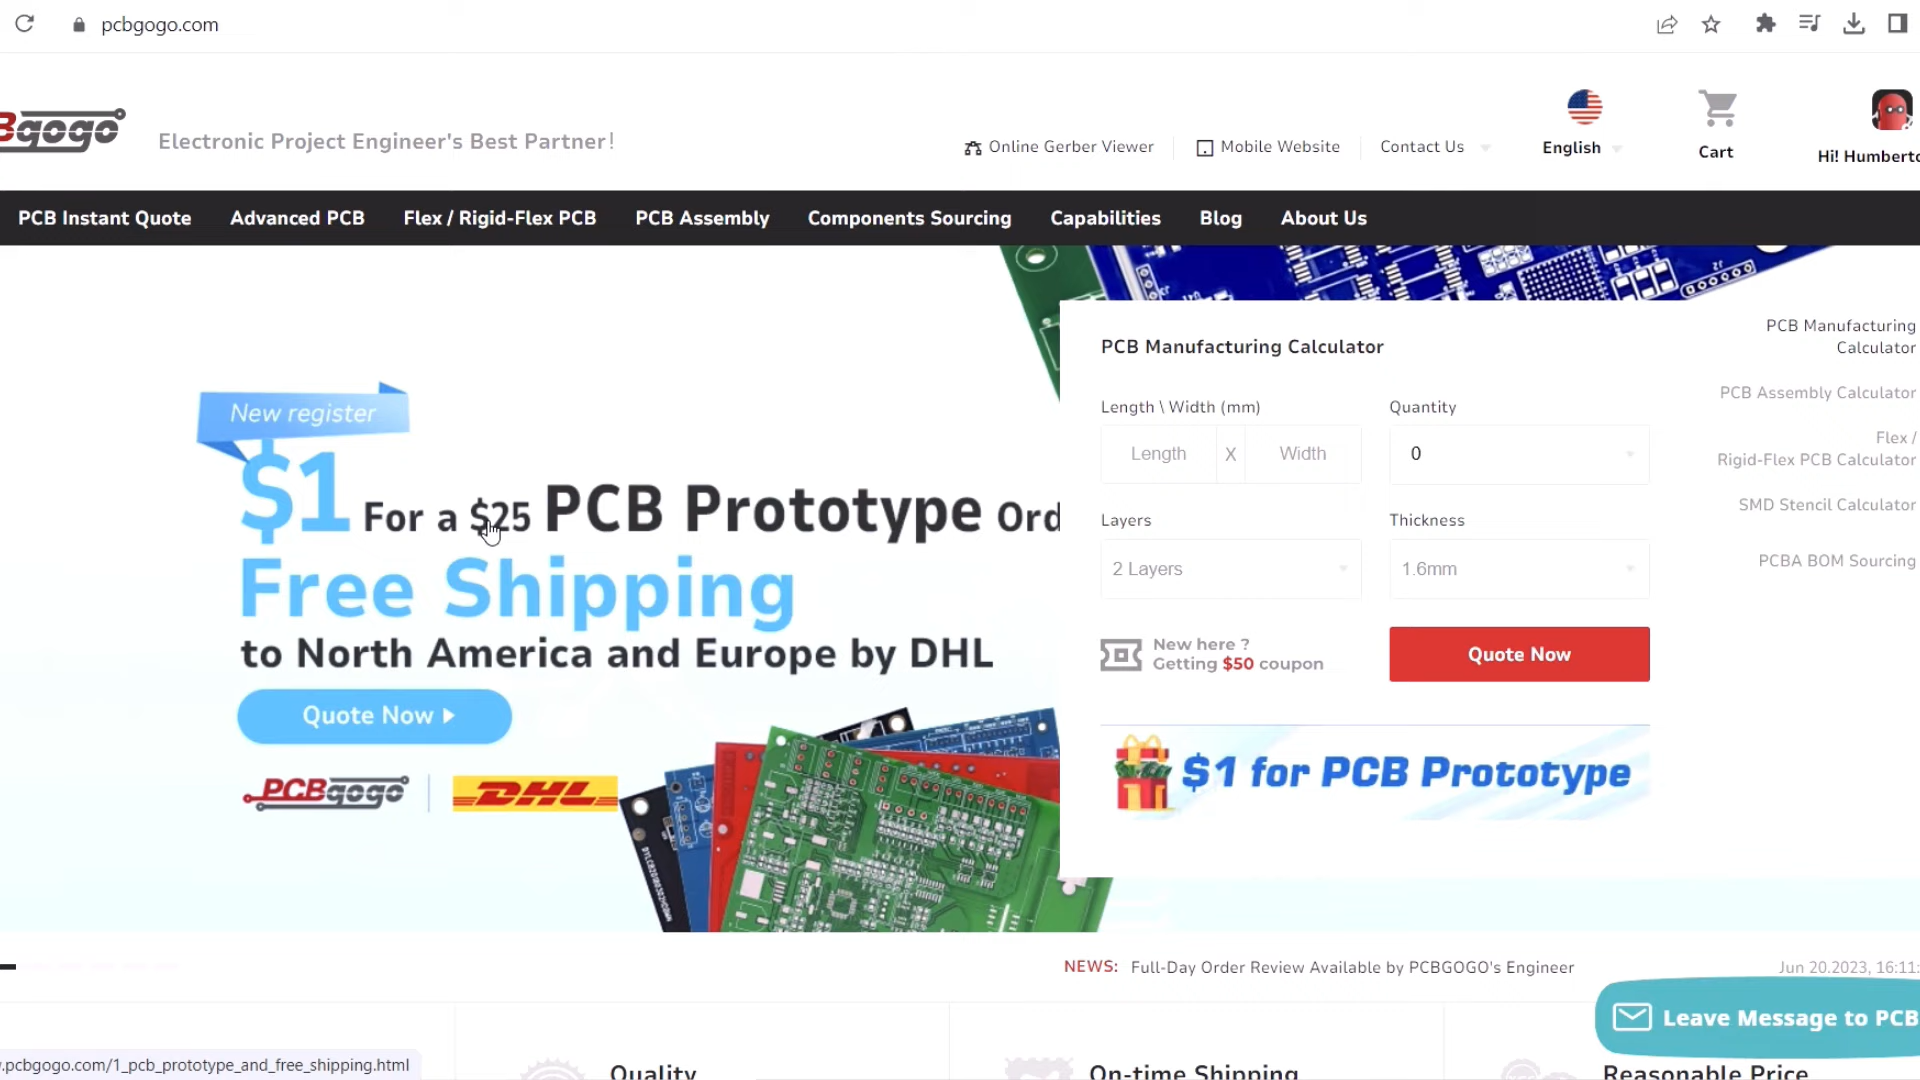 pcbgogo.com
Bgogo
Electronic Project Engineer's Best Partner!
Online Gerber Viewer
Mobile Website
Contact Us
English
Cart
Hi! Humberto
PCB Instant Quote
Advanced PCB
Flex / Rigid-Flex PCB
PCB Assembly
Components Sourcing
Capabilities
Blog
About Us
New register
$1 For a $25 PCB Prototype Ord
Free Shipping
to North America and Europe by DHL
Quote Now
PCBgogo
DHL
PCB Manufacturing Calculator
Length \ Width (mm)
Quantity
Length X Width
0
Layers
Thickness
2 Layers
1.6mm
New here ?
Getting $50 coupon
Quote Now
$1 for PCB Prototype
PCB Manufacturing
Calculator
PCB Assembly Calculator
Flex /
Rigid-Flex PCB Calculator
SMD Stencil Calculator
PCBA BOM Sourcing
NEWS: Full-Day Order Review Available by PCBGOGO's Engineer
Jun 20.2023, 16:11:
Leave Message to PCB
.pcbgogo.com/1_pcb_prototype_and_free_shipping.html
Quality
On-time Shipping
Reasonable Price